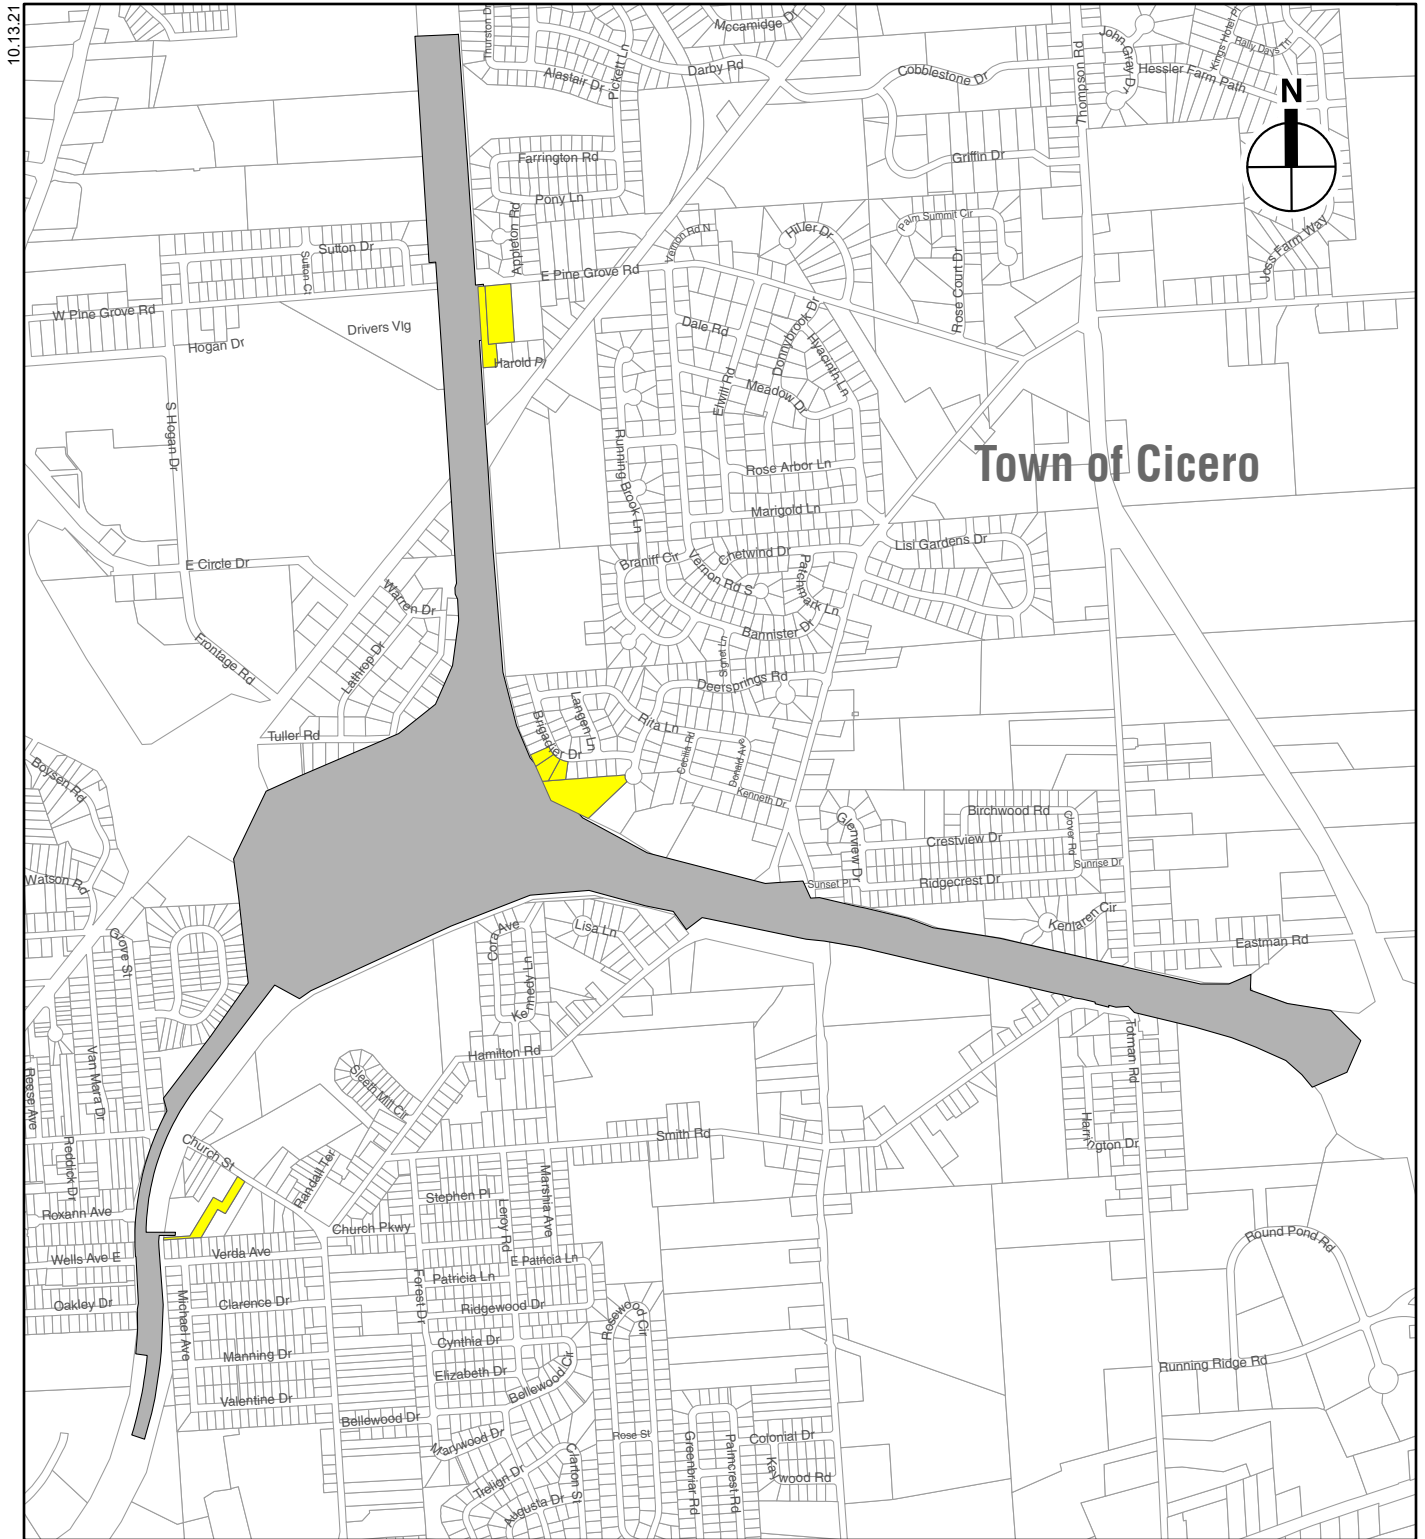 10.13.21
Thurston Dr
Mccamidge Dr
Alastair Dr
Pickett Ln
Darby Rd
Cobblestone Dr
Thompson Rd
John Gray Dr
Kings Hotel Pl
Rally Days Trl
Hessler Farm Path
N
Farrington Rd
Pony Ln
Griffin Dr
Appleton Rd
Vernon Rd N
Hiller Dr
Palm Summit Cir
Joss Farm Way
Sutton Dr
Sutton Ct
E Pine Grove Rd
Rose Court Dr
W Pine Grove Rd
Drivers Vlg
Hogan Dr
Dale Rd
Donnybrook Dr
Hyacinth Ln
Harold Pl
Elwill Rd
Meadow Dr
S Hogan Dr
Running Brook Ln
Rose Arbor Ln
Town of Cicero
Marigold Ln
Lisi Gardens Dr
E Circle Dr
Braniff Cir
Vernon Rd S
Chetwind Dr
Patchmark Ln
Warren Dr
Bannister Dr
Frontage Rd
Lathrop Dr
Signet Ln
Deersprings Rd
Tuller Rd
Langen Ln
Brigadier Dr
Rita Ln
Cecilia Rd
Donald Ave
Kenneth Dr
Boysen Rd
Birchwood Rd
Glenview Dr
Crestview Dr
Clover Rd
Sunrise Dr
Watson Rd
Sunset Pl
Ridgecrest Dr
Kenlaren Cir
Grove St
Cora Ave
Lisa Ln
Eastman Rd
Kennedy Ln
Hamilton Rd
Van Mara Dr
Reese Ave
Sleeth Mill Cir
Totman Rd
Smith Rd
Harrington Dr
Reddick Dr
Church St
Randall Ter
Marshia Ave
Stephen Pl
Leroy Rd
Roxann Ave
Church Pkwy
Round Pond Rd
Wells Ave E
Verda Ave
E Patricia Ln
Patricia Ln
Forest Dr
Oakley Dr
Michael Ave
Clarence Dr
Ridgewood Dr
Rosewood Cir
Cynthia Dr
Manning Dr
Elizabeth Dr
Bellewood Cir
Running Ridge Rd
Valentine Dr
Bellewood Dr
Marywood Dr
Rose St
Greenbriar Rd
Palmcrest Rd
Colonial Dr
Kaywood Rd
Trelign Dr
Clarton St
Augusta Dr